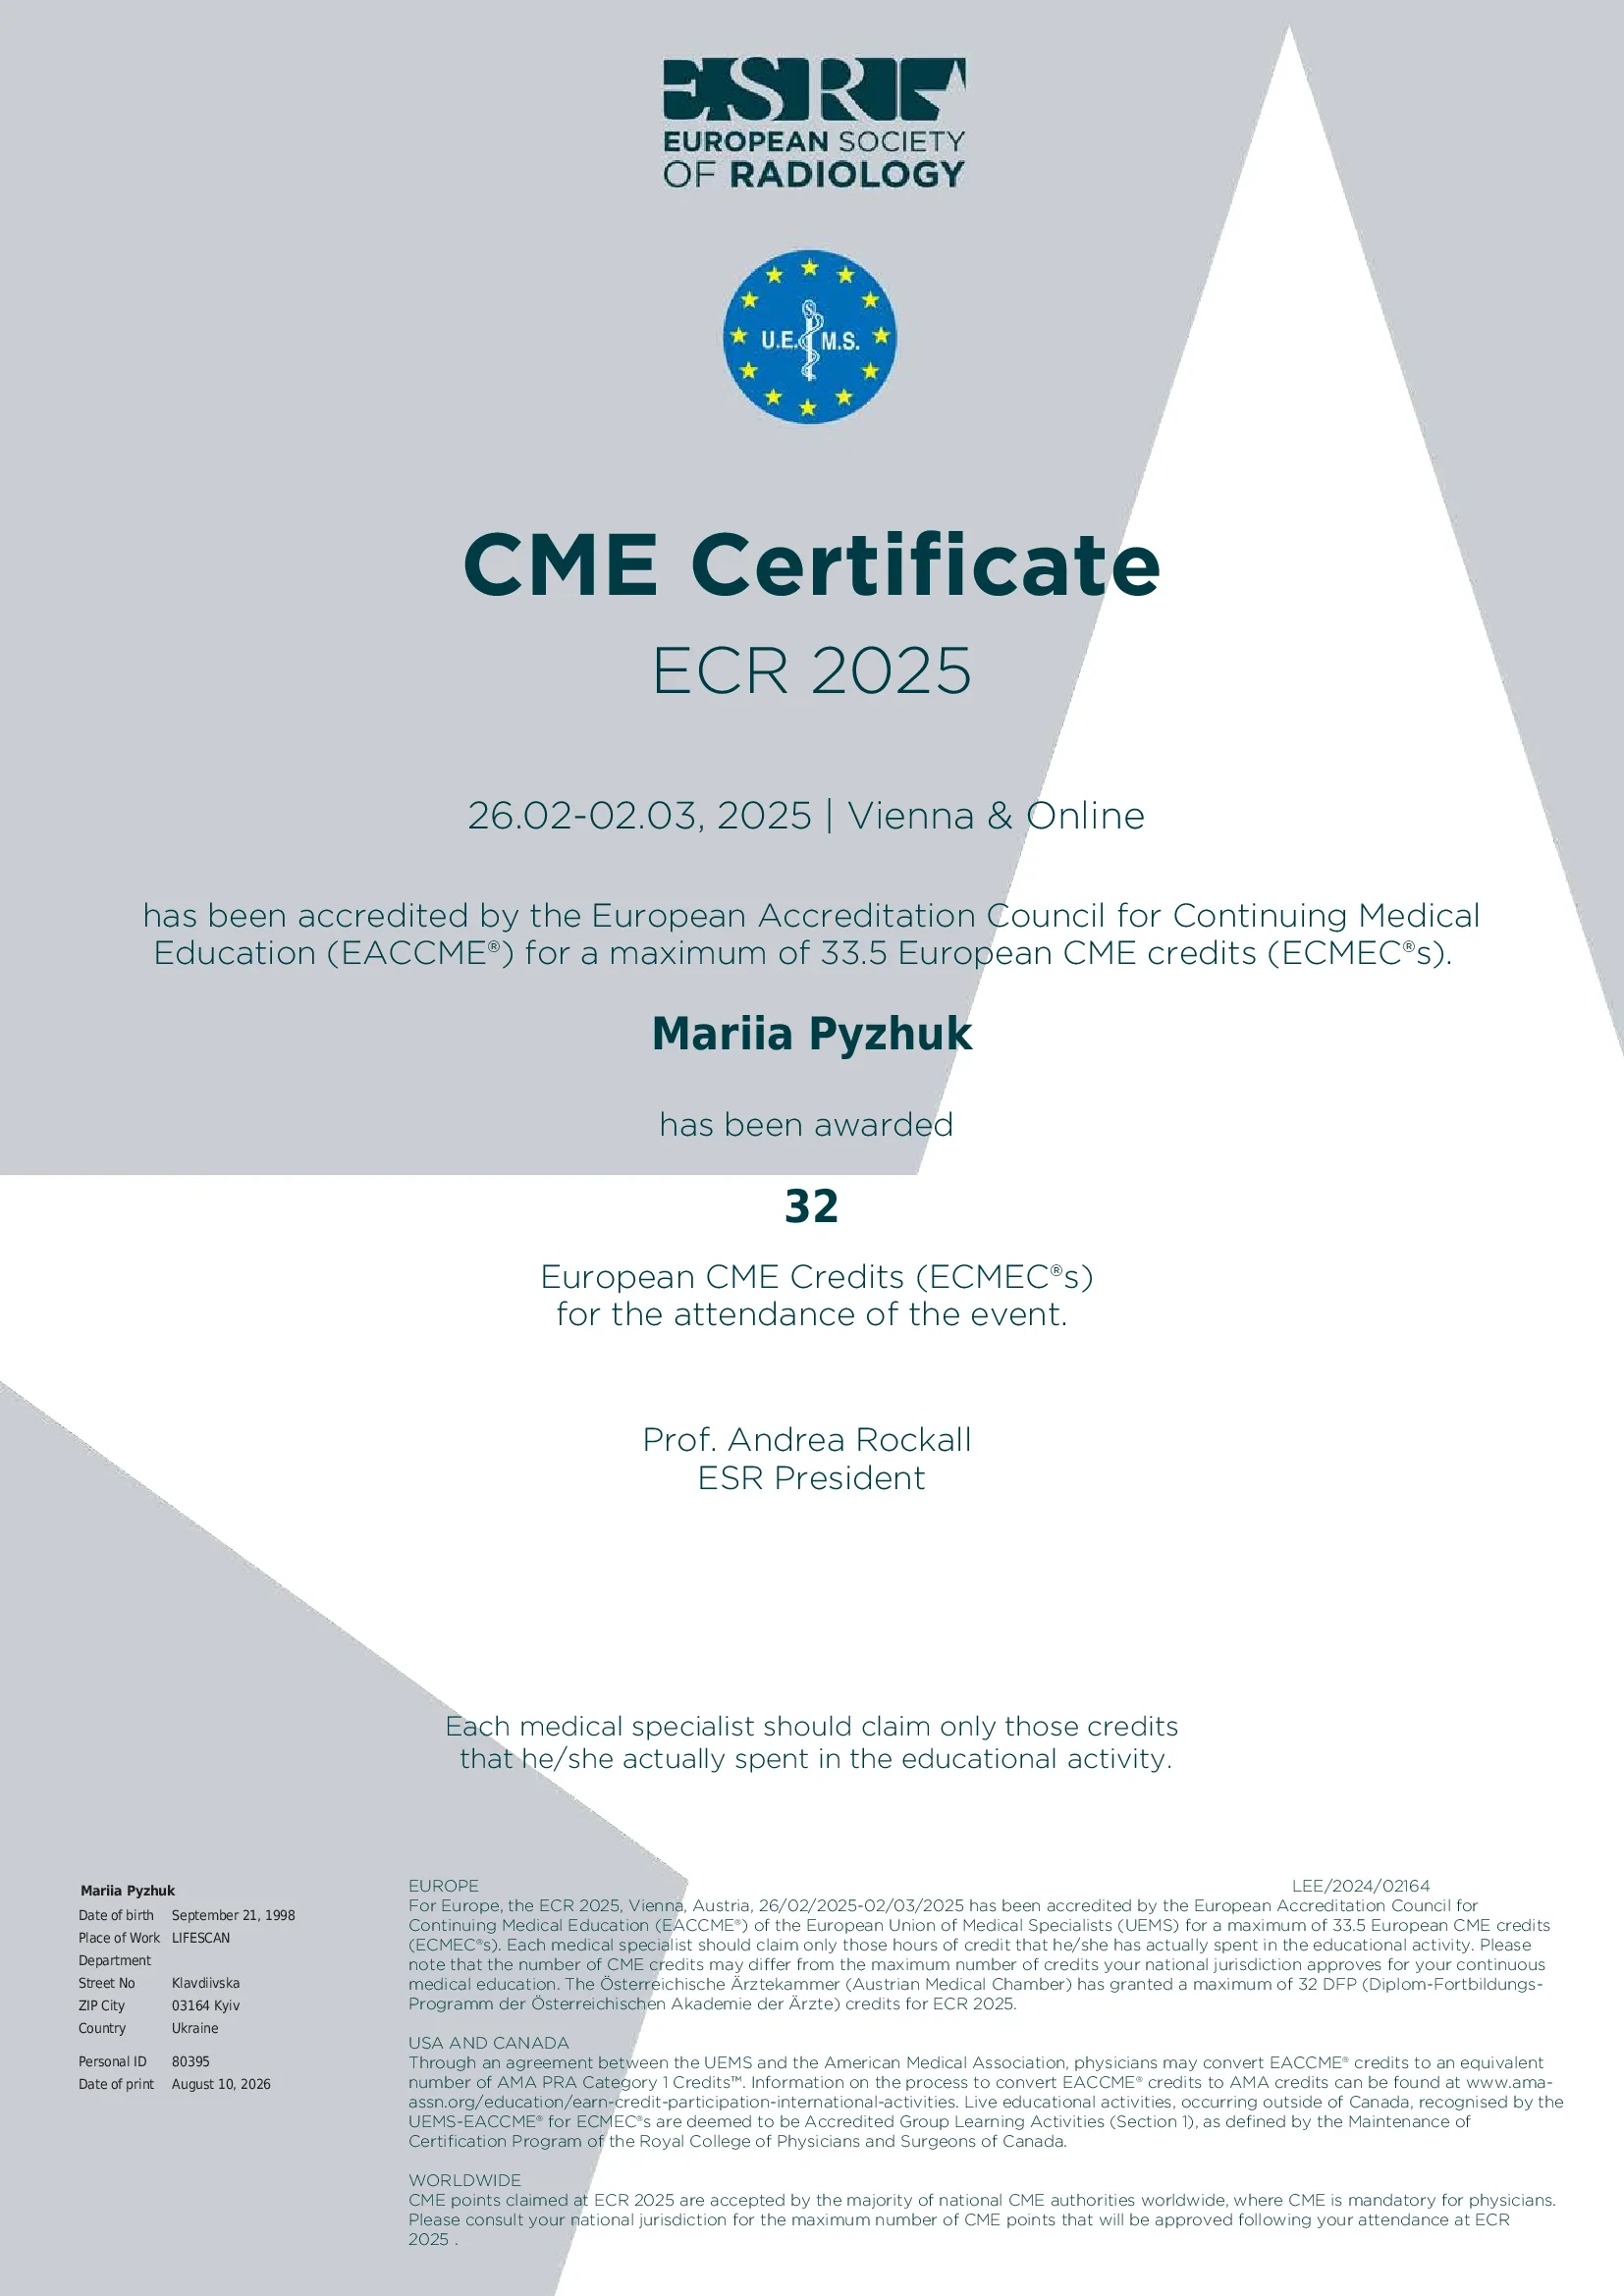 ESR
EUROPEAN SOCIETY
OF RADIOLOGY
U.E. M.S.
CME Certificate
ECR 2025
26.02-02.03, 2025 | Vienna & Online
has been accredited by the European Accreditation Council for Continuing Medical
Education (EACCME®) for a maximum of 33.5 European CME credits (ECMEC®s).
Mariia Pyzhuk
has been awarded
32
European CME Credits (ECMEC®s)
for the attendance of the event.
Prof. Andrea Rockall
ESR President
Each medical specialist should claim only those credits
that he/she actually spent in the educational activity.
Mariia Pyzhuk
Date of birth September 21, 1998
Place of Work LIFESCAN
Department
Street No Klavdiivska
ZIP City 03164 Kyiv
Country Ukraine
Personal ID 80395
Date of print August 10, 2026
EUROPE LEE/2024/02164
For Europe, the ECR 2025, Vienna, Austria, 26/02/2025-02/03/2025 has been accredited by the European Accreditation Council for
Continuing Medical Education (EACCME®) of the European Union of Medical Specialists (UEMS) for a maximum of 33.5 European CME credits
(ECMEC®s). Each medical specialist should claim only those hours of credit that he/she has actually spent in the educational activity. Please
note that the number of CME credits may differ from the maximum number of credits your national jurisdiction approves for your continuous
medical education. The Österreichische Ärztekammer (Austrian Medical Chamber) has granted a maximum of 32 DFP (Diplom-Fortbildungs-
Programm der Österreichischen Akademie der Ärzte) credits for ECR 2025.
USA AND CANADA
Through an agreement between the UEMS and the American Medical Association, physicians may convert EACCME® credits to an equivalent
number of AMA PRA Category 1 Credits™. Information on the process to convert EACCME® credits to AMA credits can be found at www.ama-
assn.org/education/earn-credit-participation-international-activities. Live educational activities, occurring outside of Canada, recognised by the
UEMS-EACCME® for ECMEC®s are deemed to be Accredited Group Learning Activities (Section 1), as defined by the Maintenance of
Certification Program of the Royal College of Physicians and Surgeons of Canada.
WORLDWIDE
CME points claimed at ECR 2025 are accepted by the majority of national CME authorities worldwide, where CME is mandatory for physicians.
Please consult your national jurisdiction for the maximum number of CME points that will be approved following your attendance at ECR
2025 .